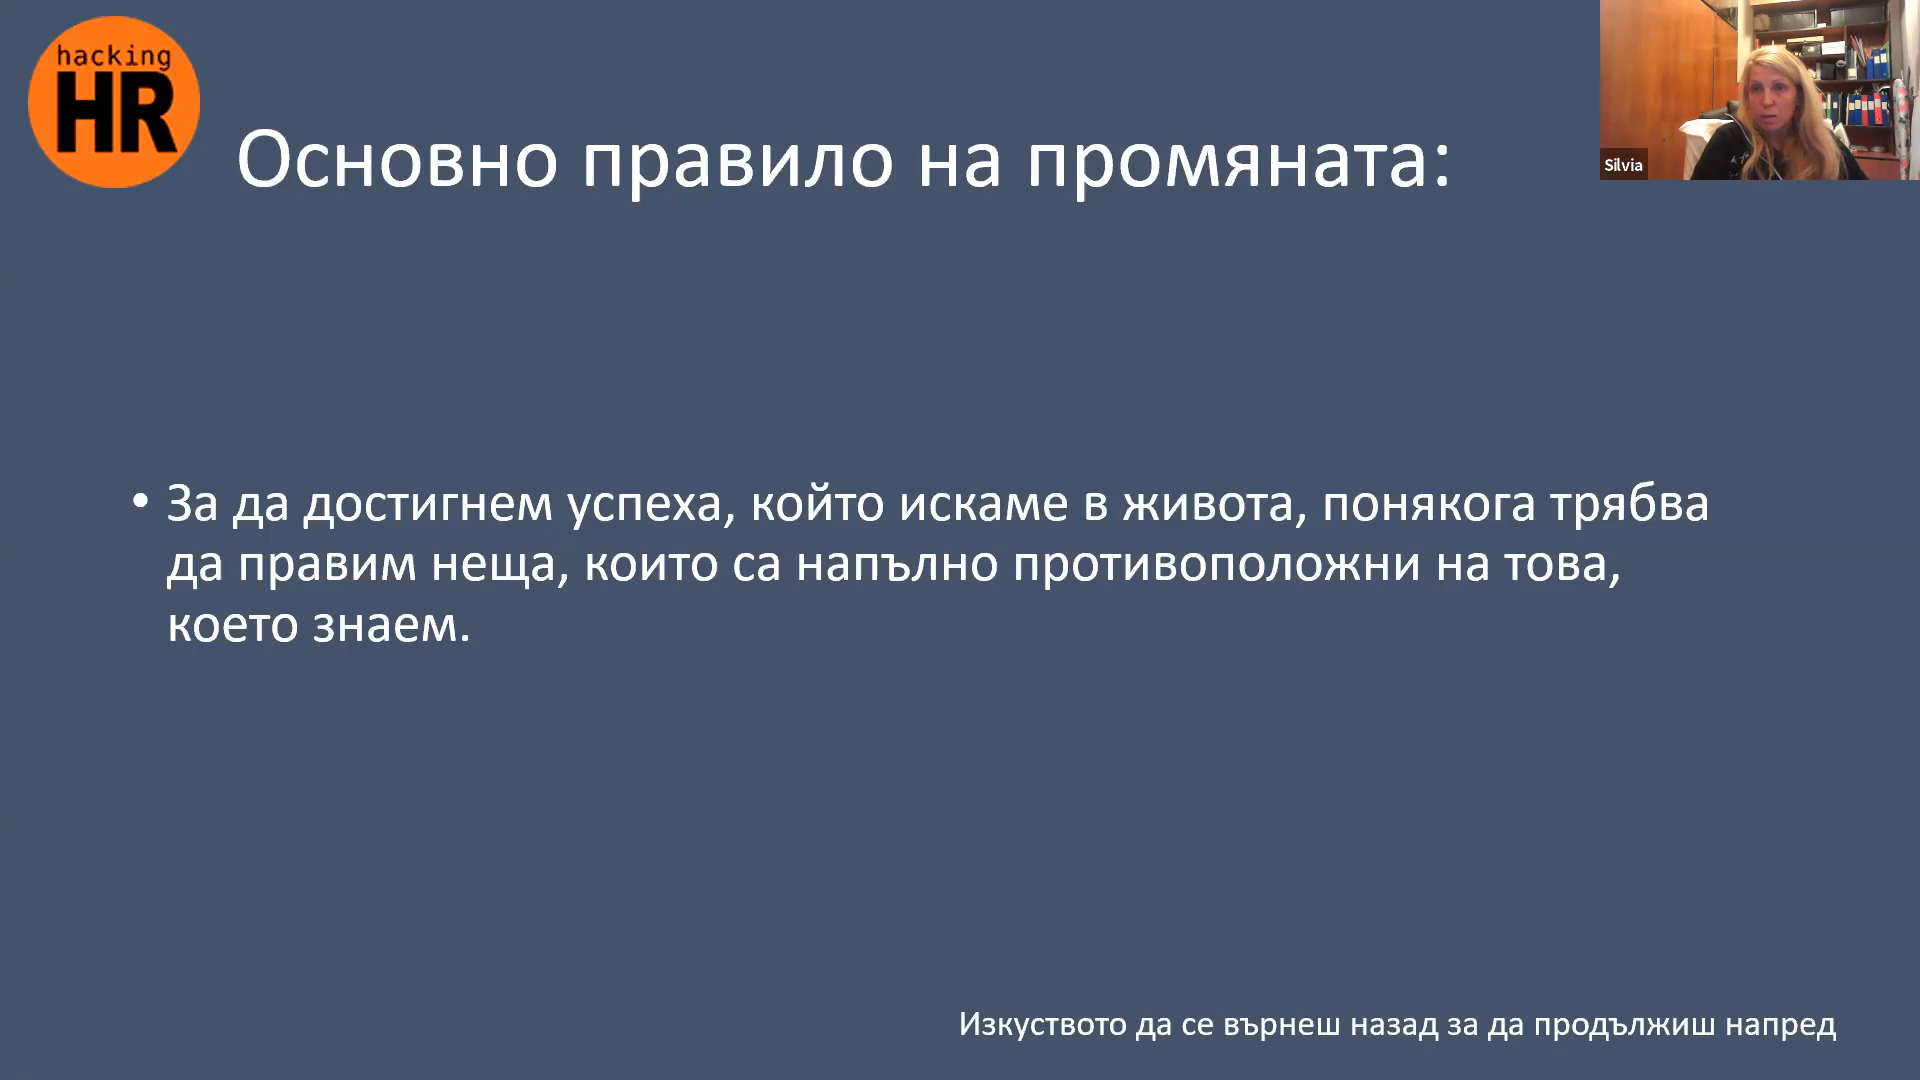 hacking
HR
Основно правило на промяната:
Silvia
• За да достигнем успеха, който искаме в живота, понякога трябва
да правим неща, които са напълно противоположни на това,
което знаем.
Изкуството да се върнеш назад за да продължиш напред